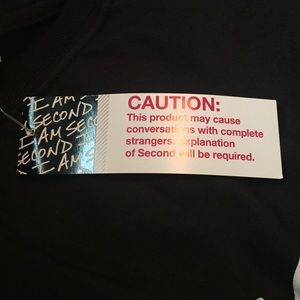 I AM
SECOND
I AM SECO
SECOND
I AM S
CAUTION:
This product may cause
conversations with complete
strangers. Explanation
of Second will be required.